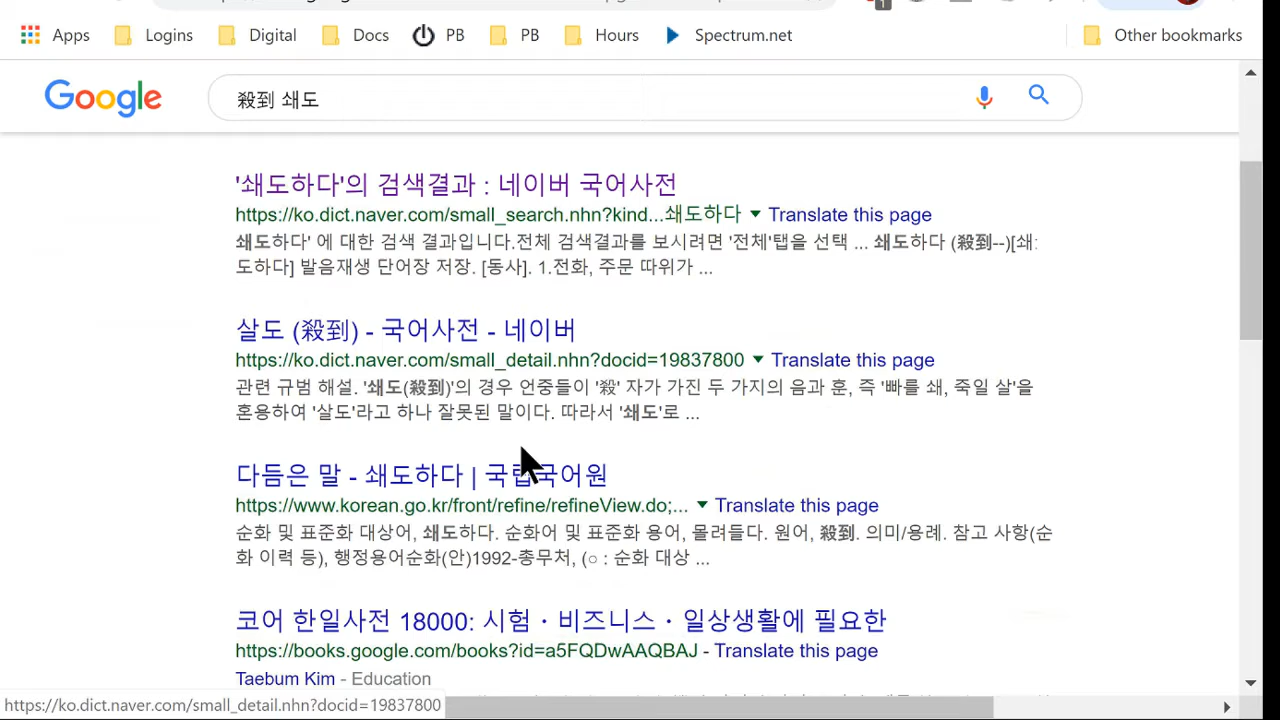 1
Apps Logins Digital Docs PB PB Hours Spectrum.net Other bookmarks
Google 殺到 쇄도
'쇄도하다'의 검색결과 : 네이버 국어사전
https://ko.dict.naver.com/small_search.nhn?kind...쇄도하다 ▼ Translate this page
쇄도하다' 에 대한 검색 결과입니다.전체 검색결과를 보시려면 '전체'탭을 선택 ... 쇄도하다 (殺到--)[쇄:
도하다] 발음재생 단어장 저장. [동사]. 1.전화, 주문 따위가 ...
살도 (殺到) - 국어사전 - 네이버
https://ko.dict.naver.com/small_detail.nhn?docid=19837800 ▼ Translate this page
관련 규범 해설. '쇄도(殺到)'의 경우 언중들이 '殺' 자가 가진 두 가지의 음과 훈, 즉 '빠를 쇄, 죽일 살'을
혼용하여 '살도'라고 하나 잘못된 말이다. 따라서 '쇄도'로 ...
다듬은 말 - 쇄도하다 | 국립국어원
https://www.korean.go.kr/front/refine/refineView.do;... ▼ Translate this page
순화 및 표준화 대상어, 쇄도하다. 순화어 및 표준화 용어, 몰려들다. 원어, 殺到. 의미/용례. 참고 사항(순
화 이력 등), 행정용어순화(안)1992-총무처, (○ : 순화 대상 ...
코어 한일사전 18000: 시험・비즈니스・일상생활에 필요한
https://books.google.com/books?id=a5FQDwAAQBAJ - Translate this page
Taebum Kim - Education
https://ko.dict.naver.com/small_detail.nhn?docid=19837800